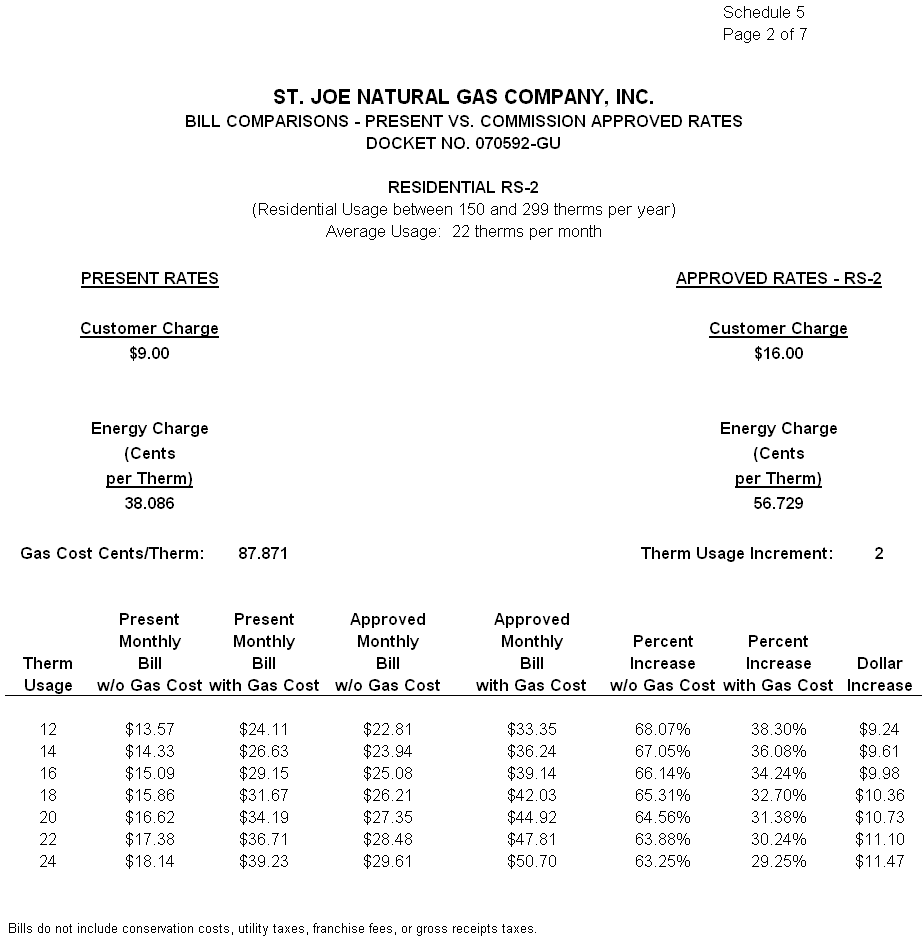 Schedule 5
Page 2 of 7
ST. JOE NATURAL GAS COMPANY, INC.
BILL COMPARISONS - PRESENT VS. COMMISSION APPROVED RATES
DOCKET NO. 070592-GU
RESIDENTIAL RS-2
(Residential Usage between 150 and 299 therms per year)
Average Usage: 22 therms per month
PRESENT RATES APPROVED RATES - RS-2
Customer Charge Customer Charge
$9.00 $16.00
Energy Charge Energy Charge
(Cents (Cents
per Therm) per Therm)
38.086 56.729
Gas Cost Cents/Therm: 87.871 Therm Usage Increment: 2
Present Present Approved Approved
Monthly Monthly Monthly Monthly Percent Percent
Therm Bill Bill Bill Bill Increase Increase Dollar
Usage w/o Gas Cost with Gas Cost w/o Gas Cost with Gas Cost w/o Gas Cost with Gas Cost Increase
12 $13.57 $24.11 $22.81 $33.35 68.07% 38.30% $9.24
14 $14.33 $26.63 $23.94 $36.24 67.05% 36.08% $9.61
16 $15.09 $29.15 $25.08 $39.14 66.14% 34.24% $9.98
18 $15.86 $31.67 $26.21 $42.03 65.31% 32.70% $10.36
20 $16.62 $34.19 $27.35 $44.92 64.56% 31.38% $10.73
22 $17.38 $36.71 $28.48 $47.81 63.88% 30.24% $11.10
24 $18.14 $39.23 $29.61 $50.70 63.25% 29.25% $11.47
Bills do not include conservation costs, utility taxes, franchise fees, or gross receipts taxes.